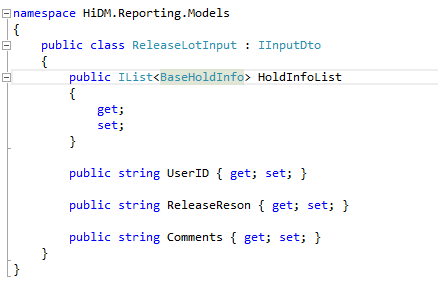 namespace HiDM.Reporting.Models
{
public class ReleaseLotInput : IInputDto
{
public IList<BaseHoldInfo> HoldInfoList
{
get;
set;
}
public string UserID { get; set; }
public string ReleaseReson { get; set; }
public string Comments { get; set; }
}
}